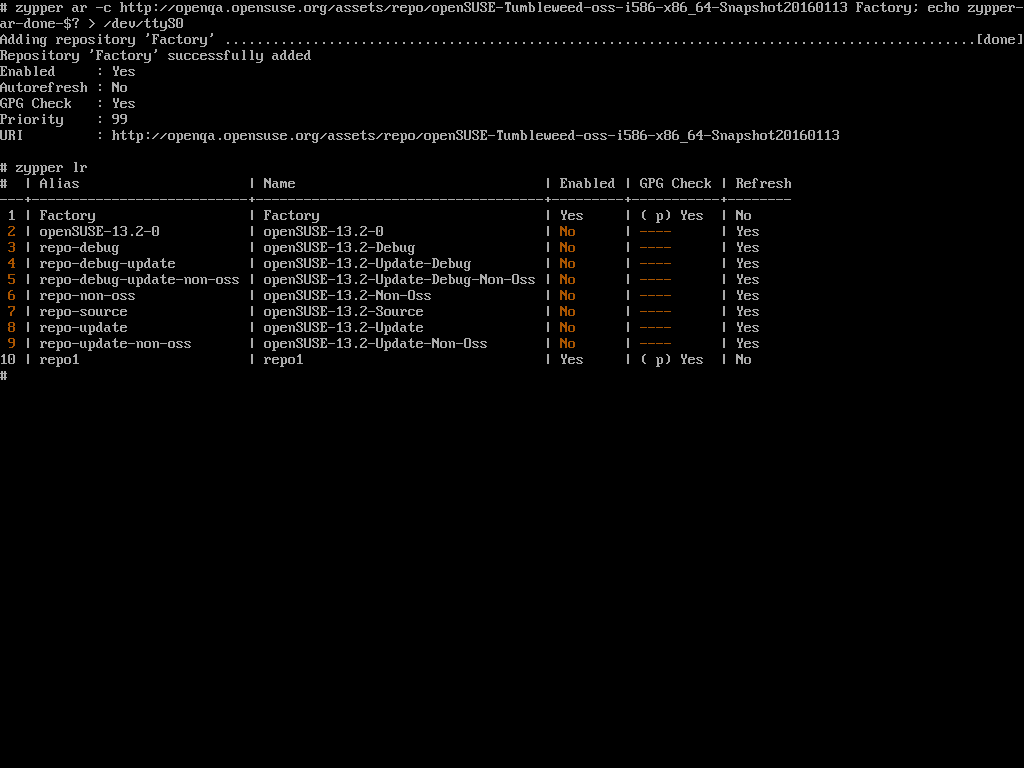 # zypper ar -c http://openqa.opensuse.org/assets/repo/openSUSE-Tumbleweed-oss-i586-x86_64-Snapshot20160113 Factory; echo zypper-
ar-done-$? > /dev/ttyS0
Adding repository 'Factory' ..............................................................................................[done]
Repository 'Factory' successfully added
Enabled     : Yes
Autorefresh : No
GPG Check   : Yes
Priority    : 99
URI         : http://openqa.opensuse.org/assets/repo/openSUSE-Tumbleweed-oss-i586-x86_64-Snapshot20160113

# zypper lr
#  | Alias                     | Name                               | Enabled | GPG Check | Refresh
---+---------------------------+------------------------------------+---------+-----------+--------
 1 | Factory                   | Factory                            | Yes     | ( p) Yes  | No
 2 | openSUSE-13.2-0           | openSUSE-13.2-0                    | No      | ----      | Yes
 3 | repo-debug                | openSUSE-13.2-Debug                | No      | ----      | Yes
 4 | repo-debug-update         | openSUSE-13.2-Update-Debug         | No      | ----      | Yes
 5 | repo-debug-update-non-oss | openSUSE-13.2-Update-Debug-Non-Oss | No      | ----      | Yes
 6 | repo-non-oss              | openSUSE-13.2-Non-Oss              | No      | ----      | Yes
 7 | repo-source               | openSUSE-13.2-Source               | No      | ----      | Yes
 8 | repo-update               | openSUSE-13.2-Update               | No      | ----      | Yes
 9 | repo-update-non-oss       | openSUSE-13.2-Update-Non-Oss       | No      | ----      | Yes
10 | repo1                     | repo1                              | Yes     | ( p) Yes  | No
#